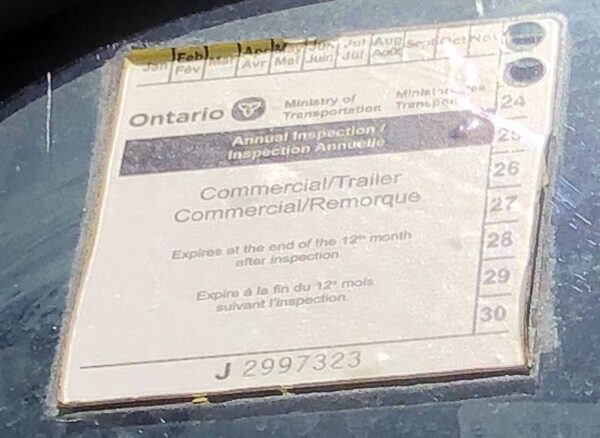 Jan Feb Mar Apr May Jun Jul Aug Sept Oct Nov
Fév Avr Mai Juin Juil Août
Ontario Ministry of
Transportation
24
Annual Inspection /
Inspection Annuelle
25
Commercial/Trailer
Commercial/Remorque
26
27
Expires at the end of the 12th month
after inspection
28
Expire à la fin du 12e mois
suivant l'inspection
29
30
J 2997323